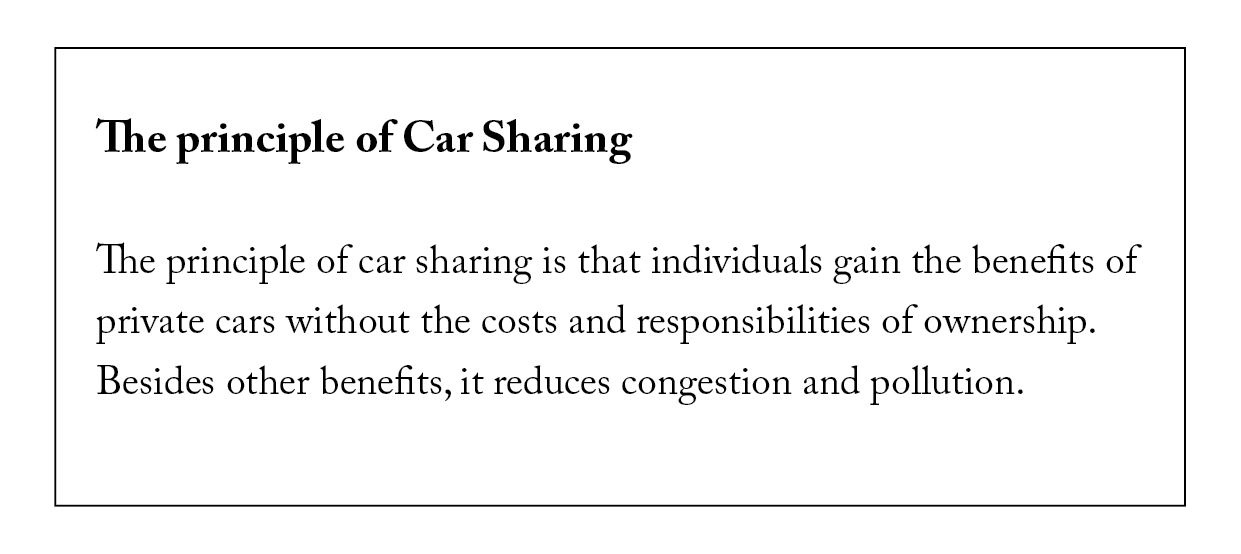 The principle of Car Sharing
The principle of car sharing is that individuals gain the benefits of
private cars without the costs and responsibilities of ownership.
Besides other benefits, it reduces congestion and pollution.